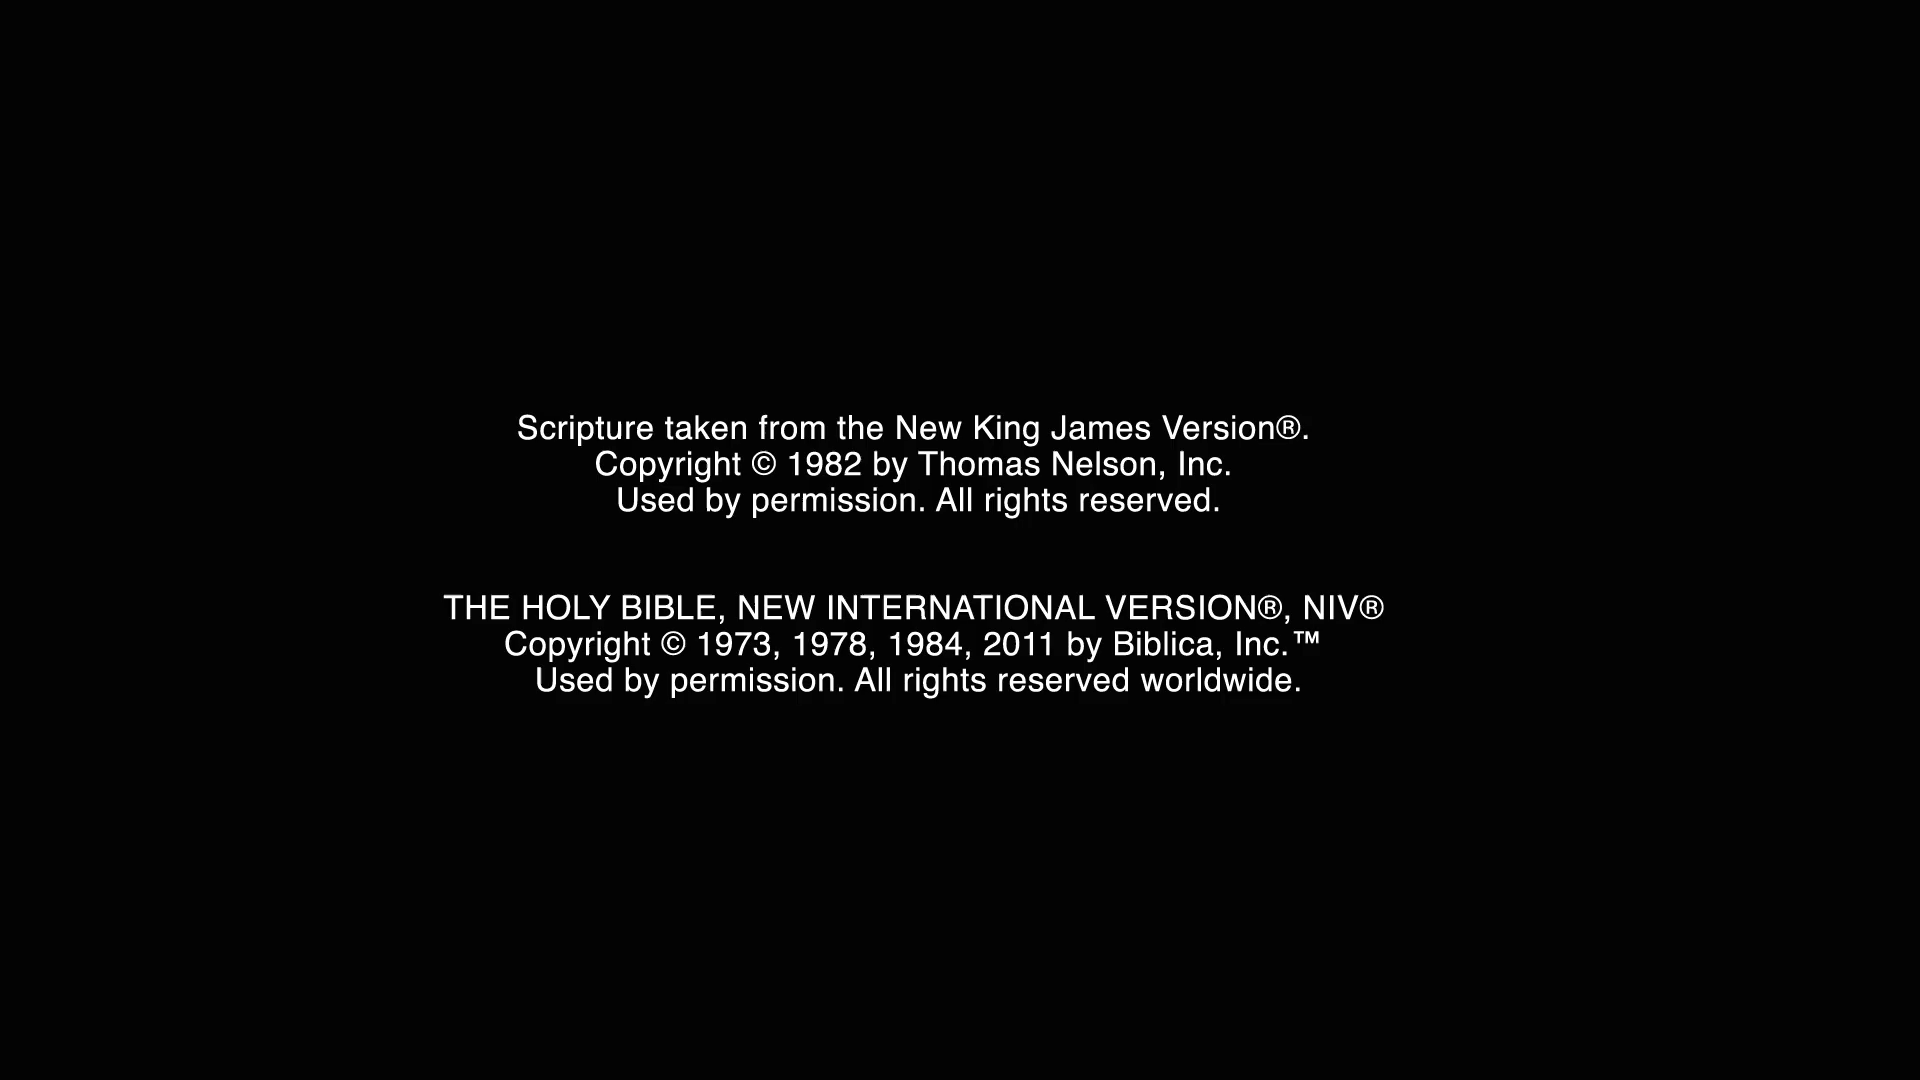 Scripture taken from the New King James Version®.
Copyright © 1982 by Thomas Nelson, Inc.
Used by permission. All rights reserved.
THE HOLY BIBLE, NEW INTERNATIONAL VERSION®, NIV®
Copyright © 1973, 1978, 1984, 2011 by Biblica, Inc.™
Used by permission. All rights reserved worldwide.